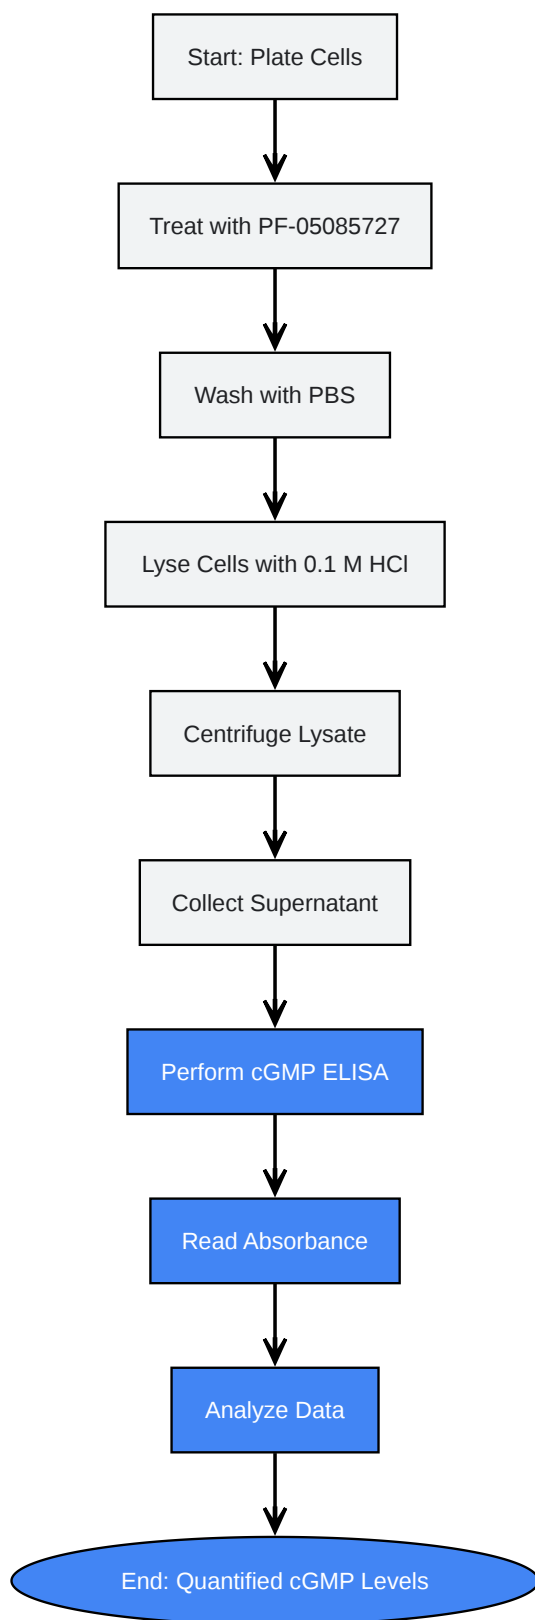 Start: Plate Cells
Treat with PF-05085727
Wash with PBS
Lyse Cells with 0.1 M HCl
Centrifuge Lysate
Collect Supernatant
Perform cGMP ELISA
Read Absorbance
Analyze Data
End: Quantified cGMP Levels